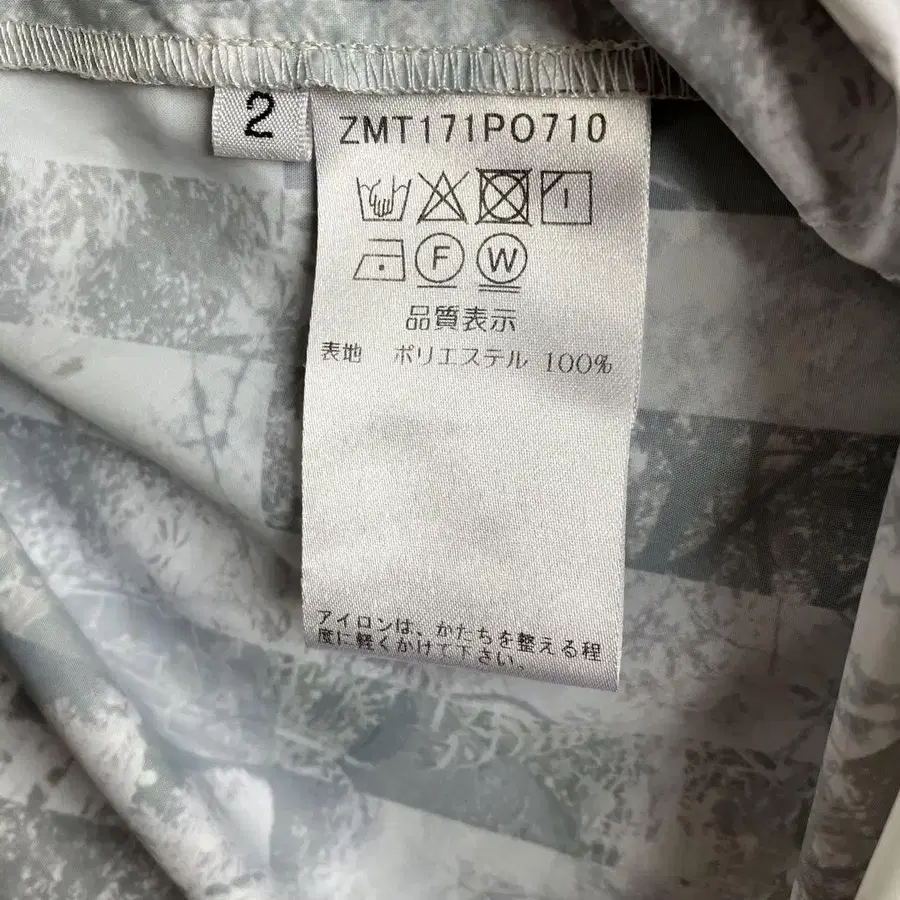 2
ZMT171PO710
F W
品質表示
表地 ポリエステル 100%
アイロンは、かたちを整える程
度に軽くかけて下さい。